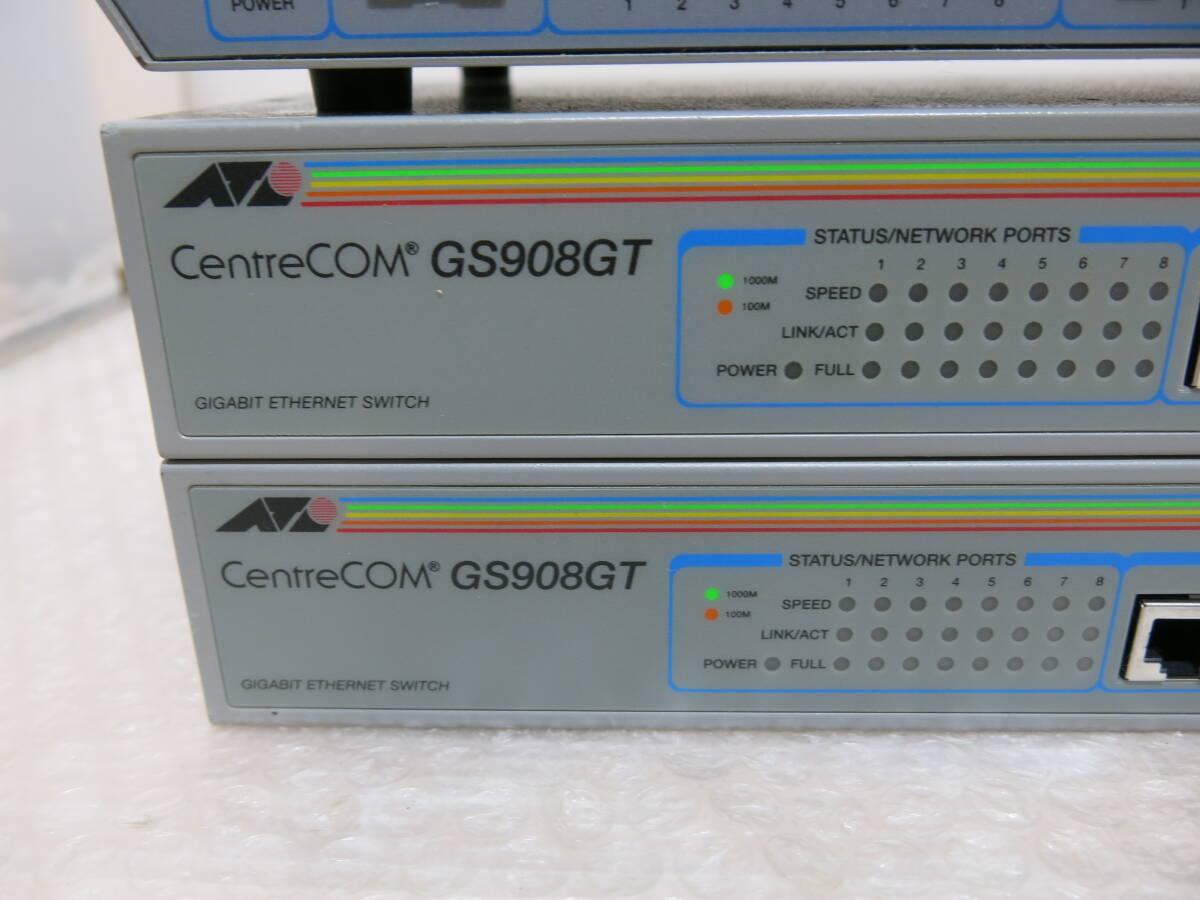 POWER
1 2 3 4 5 6 7 8
1
CentreCOM® GS908GT
GIGABIT ETHERNET SWITCH
STATUS/NETWORK PORTS
1 2 3 4 5 6 7 8
1000M
100M
SPEED
LINK/ACT
POWER FULL
CentreCOM® GS908GT
GIGABIT ETHERNET SWITCH
STATUS/NETWORK PORTS
1 2 3 4 5 6 7 8
1000M
100M
SPEED
LINK/ACT
POWER FULL